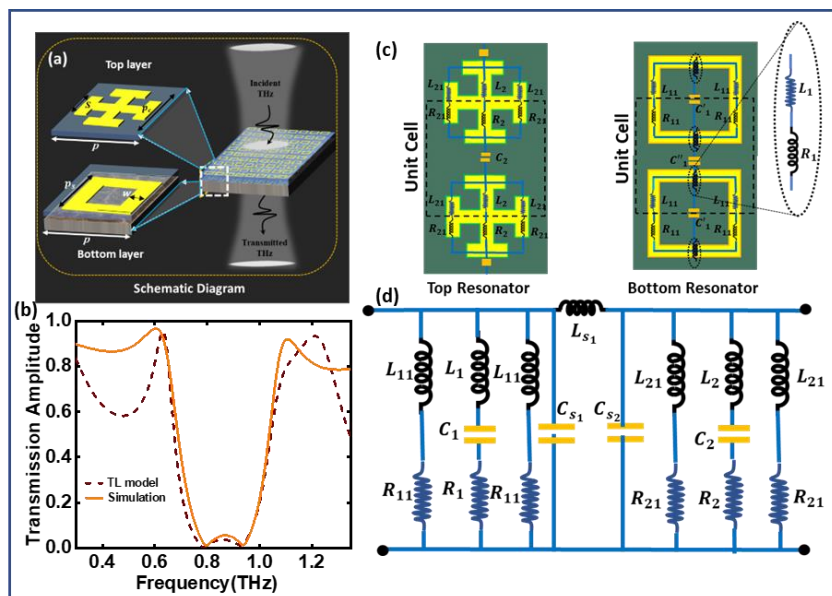 (a)
Top layer
S
p
Incident
THz
p
w
Bottom layer
Transmitted
THz
Schematic Diagram
(b)
Transmission Amplitude
1.0
0.8
0.6
0.4
0.2
0.0
TL model
Simulation
0.4 0.6 0.8 1.0 1.2
Frequency(THz)
(c)
Unit Cell
L₂₁ L₂ L₂₁
R₂₁ R₂ R₂₁
C₂
L₂₁ L₂ L₂₁
R₂₁ R₂ R₂₁
Top Resonator
Unit Cell
L₁₁ L₁₁
C'₁
R₁₁ R₁₁
C''₁
L₁₁ L₁₁
R₁₁ C'₁ R₁₁
Bottom Resonator
L₁
R₁
(d)
Lₛ₁
L₁₁ L₁ L₁₁ L₂₁ L₂ L₂₁
C₁ Cₛ₁ Cₛ₂ C₂
R₁₁ R₁ R₁₁ R₂₁ R₂ R₂₁